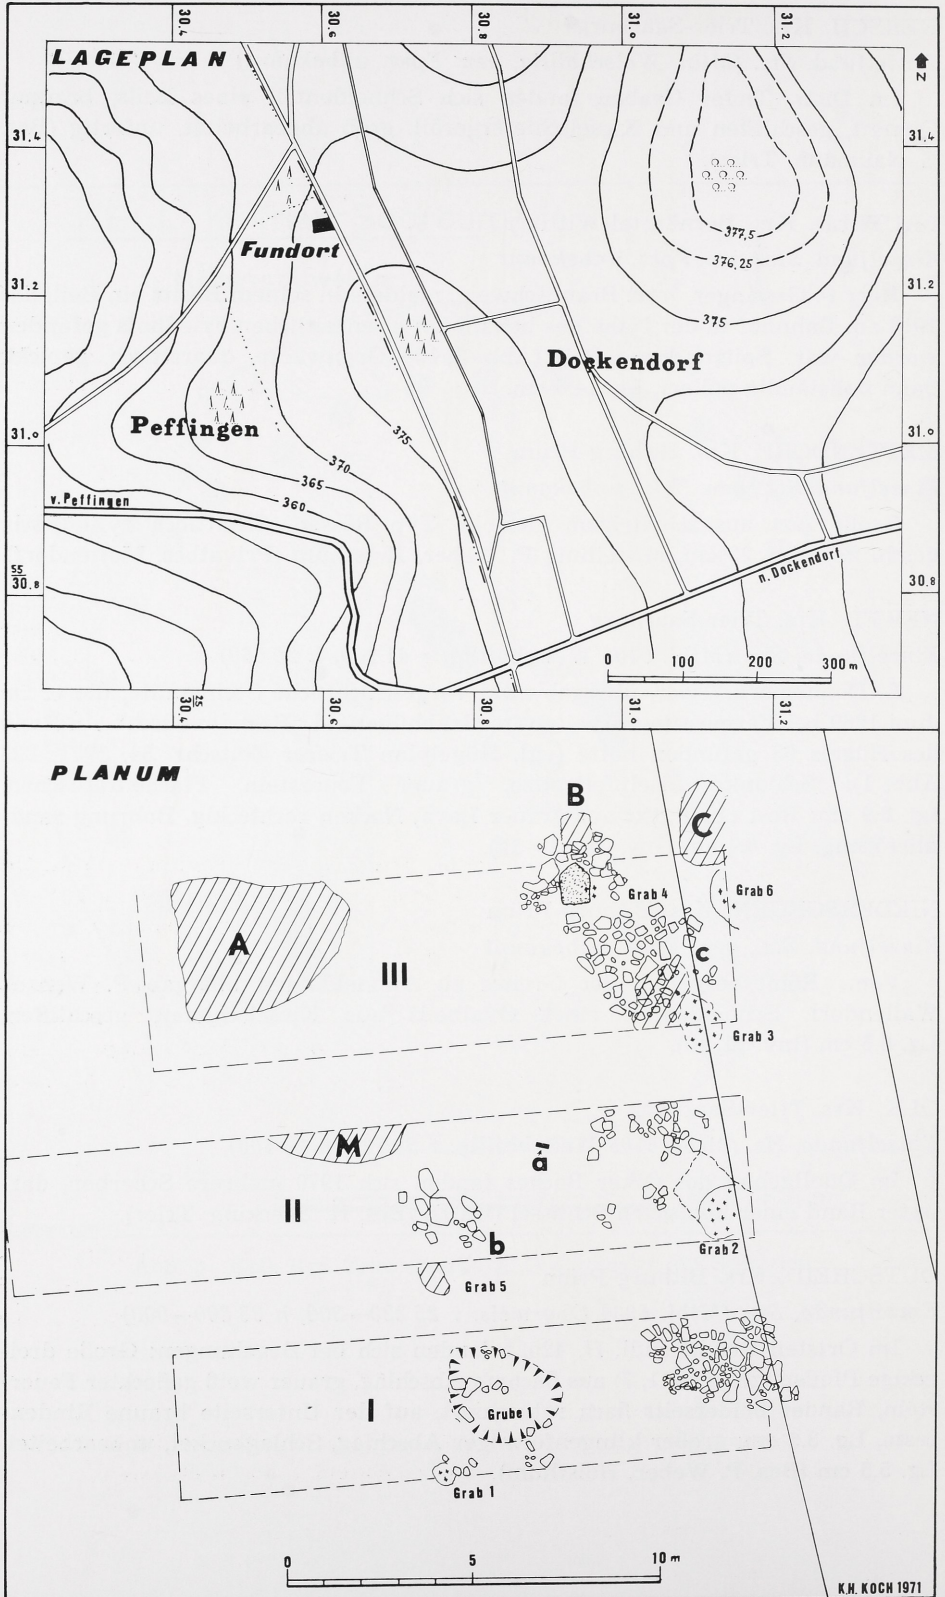 30.4 30.6 30.8 31.0 31.2
LAGEPLAN
N
31.4 31.4
377,5
376,25
Fundort
31.2 31.2
375
Dockendorf
Peffingen
375
31.0 31.0
370
365
360
v. Peffingen
n. Dockendorf
55
30.8 30.8
0 100 200 300 m
25
30.4 30.6 30.8 31.0 31.2
PLANUM
B
C
Grab 6
Grab 4
A
c
III
Grab 3
M
a
II
b
Grab 2
Grab 5
I
Grube 1
Grab 1
0 5 10 m
K.H. KOCH 1971